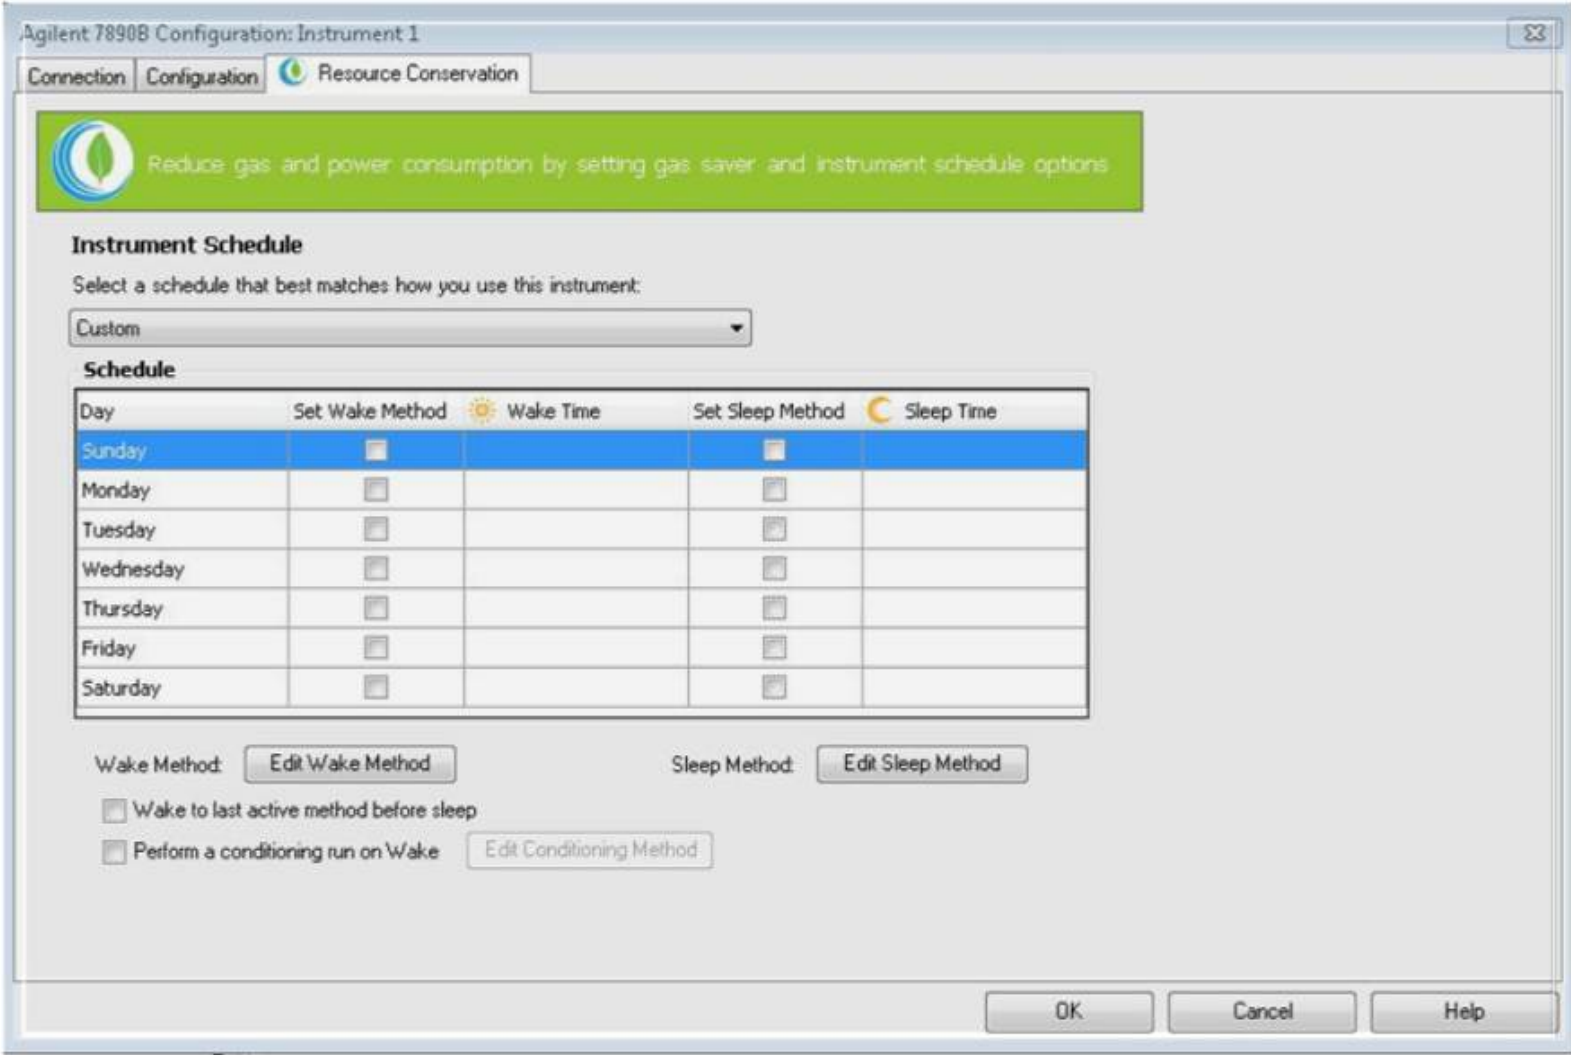 Agilent 7890B Configuration: Instrument 1
Connection Configuration Resource Conservation
Reduce gas and power consumption by setting gas saver and instrument schedule options
Instrument Schedule
Select a schedule that best matches how you use this instrument:
Custom
Schedule
Day Set Wake Method Wake Time Set Sleep Method Sleep Time
Sunday
Monday
Tuesday
Wednesday
Thursday
Friday
Saturday
Wake Method: Edit Wake Method Sleep Method: Edit Sleep Method
Wake to last active method before sleep
Perform a conditioning run on Wake Edit Conditioning Method
OK Cancel Help